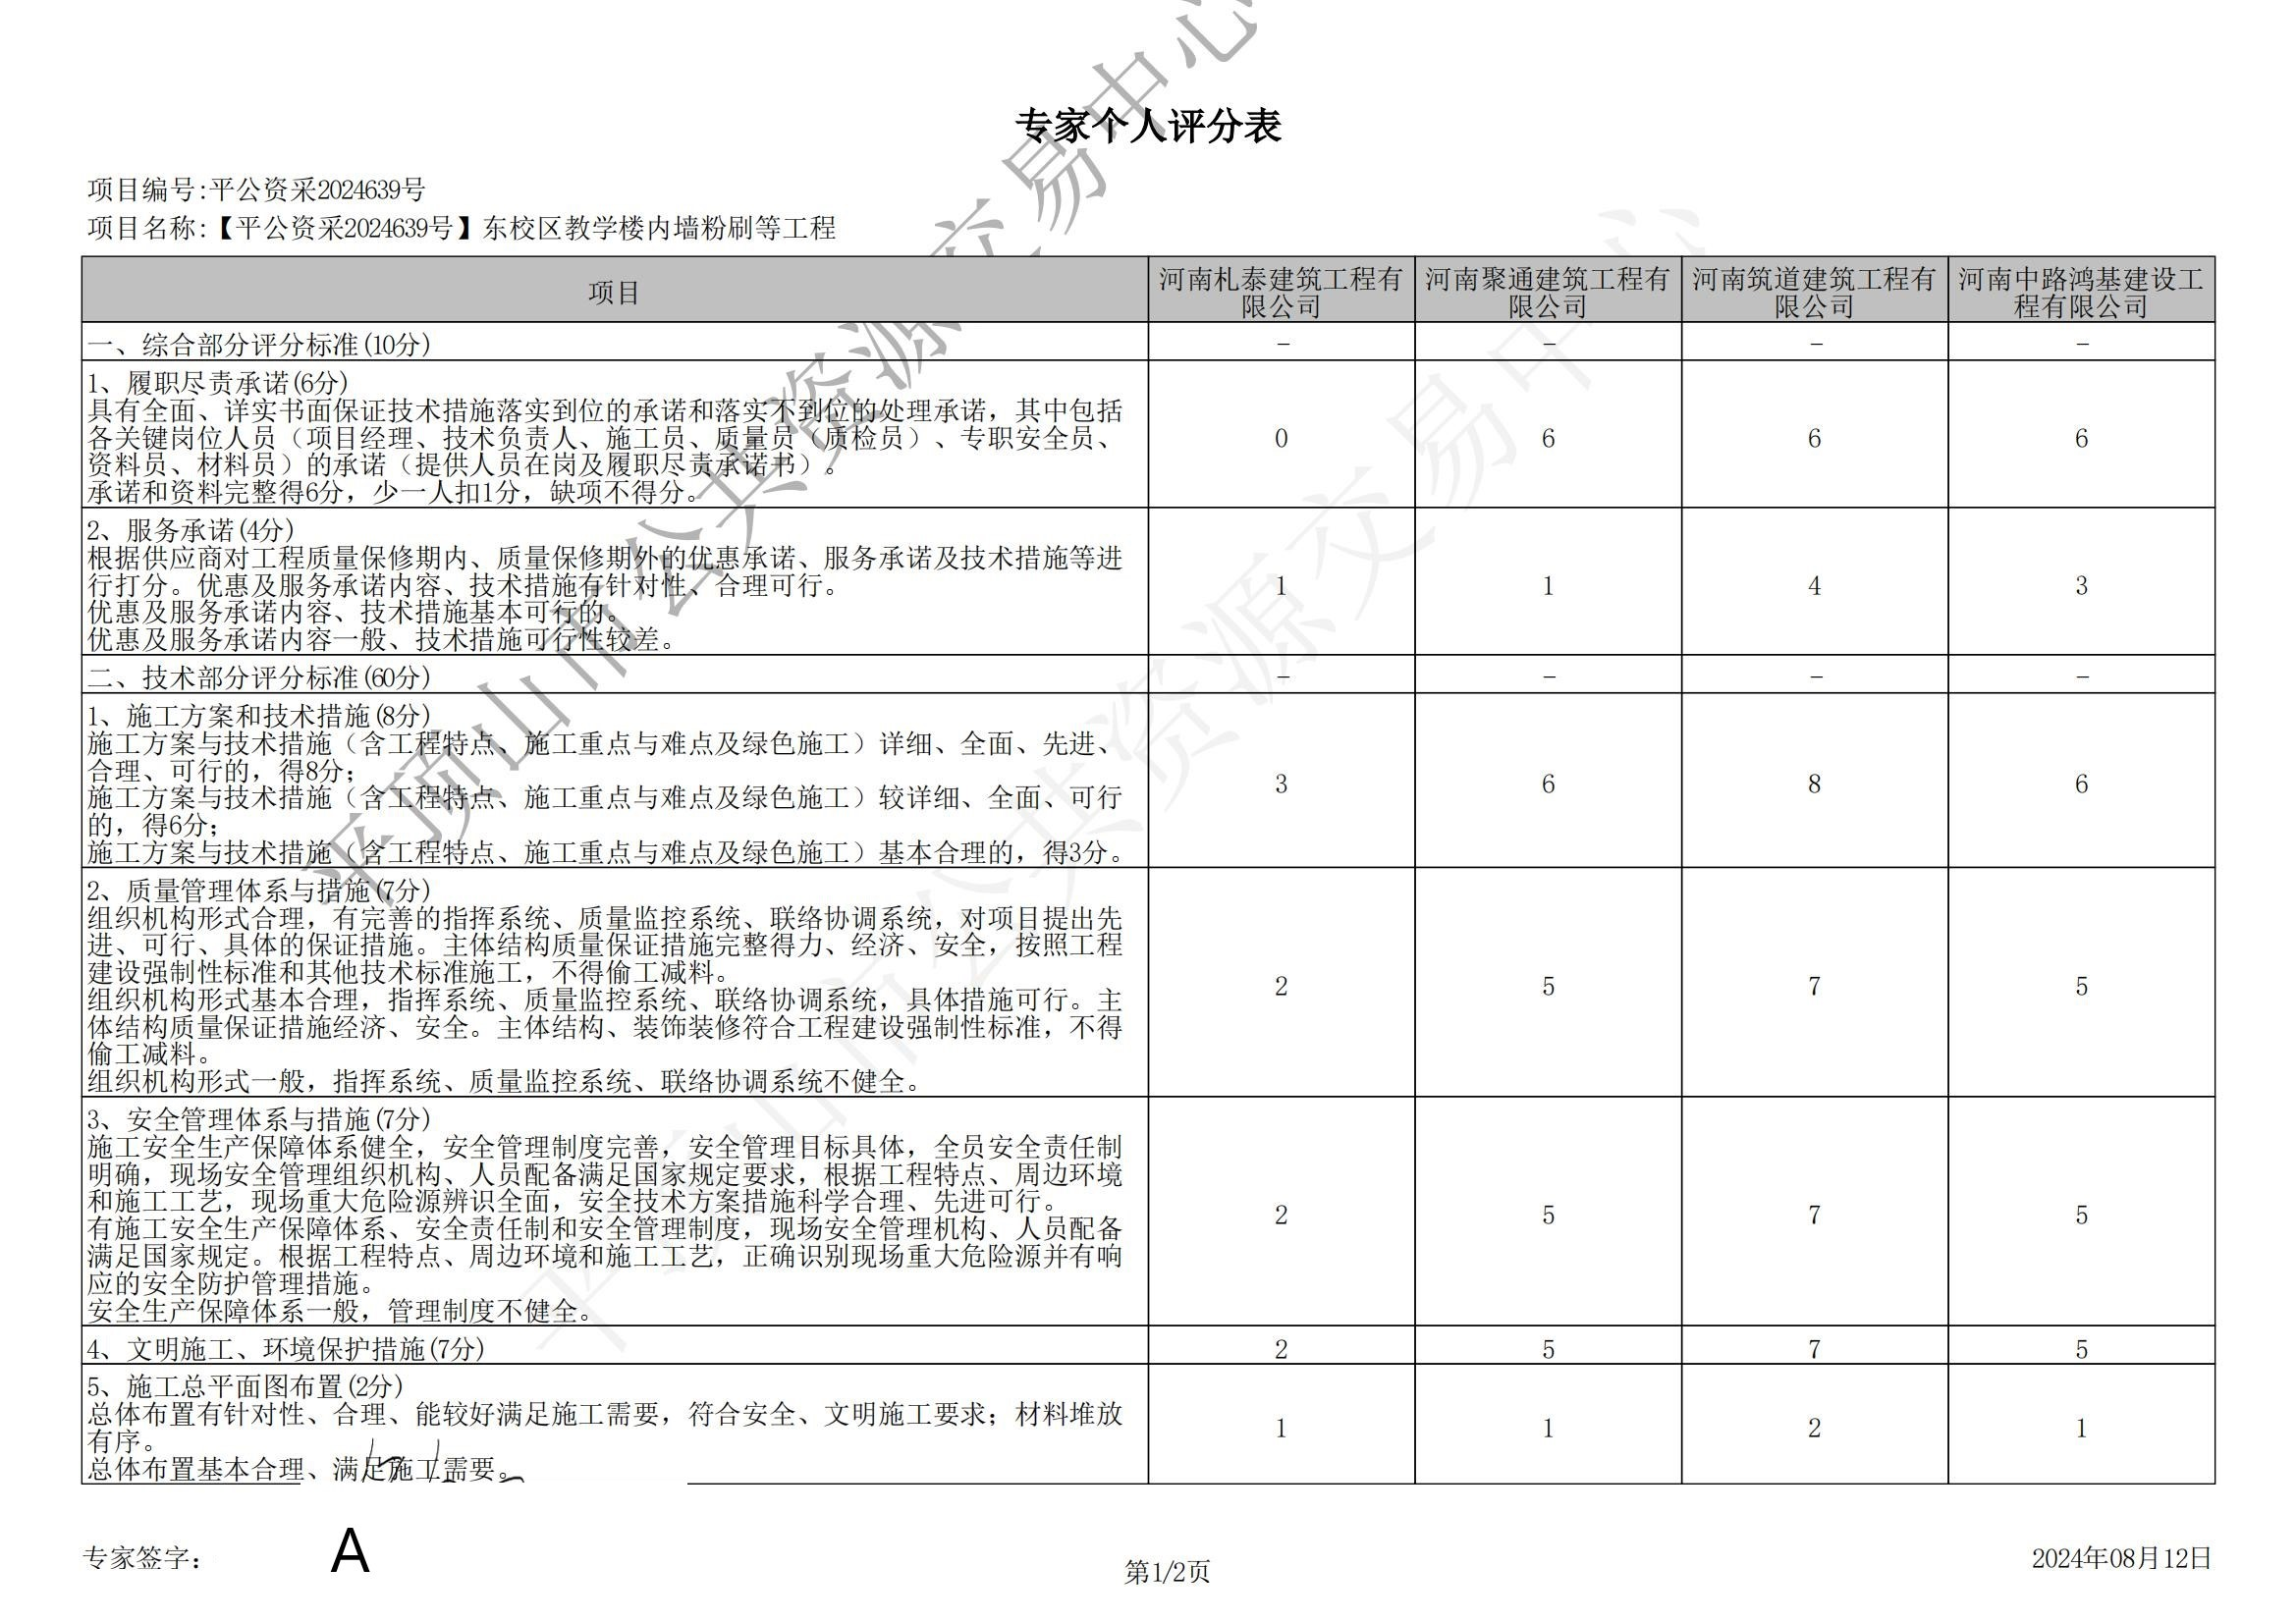 专家个人评分表
项目编号:平公资采2024639号
项目名称:【平公资采2024639号】东校区教学楼内墙粉刷等工程
项目 河南札泰建筑工程有限公司 河南聚通建筑工程有限公司 河南筑道建筑工程有限公司 河南中路鸿基建设工程有限公司
一、综合部分评分标准(10分) - - - -
1、履职尽责承诺(6分)
具有全面、详实书面保证技术措施落实到位的承诺和落实不到位的处理承诺，其中包括
各关键岗位人员（项目经理、技术负责人、施工员、质量员（质检员）、专职安全员、
资料员、材料员）的承诺（提供人员在岗及履职尽责承诺书）。
承诺和资料完整得6分，少一人扣1分，缺项不得分。
0 6 6 6
2、服务承诺(4分)
根据供应商对工程质量保修期内、质量保修期外的优惠承诺、服务承诺及技术措施等进
行打分。优惠及服务承诺内容、技术措施有针对性、合理可行。
优惠及服务承诺内容、技术措施基本可行的。
优惠及服务承诺内容一般、技术措施可行性较差。
1 1 4 3
二、技术部分评分标准(60分) - - - -
1、施工方案和技术措施(8分)
施工方案与技术措施（含工程特点、施工重点与难点及绿色施工）详细、全面、先进、
合理、可行的，得8分；
施工方案与技术措施（含工程特点、施工重点与难点及绿色施工）较详细、全面、可行
的，得6分；
施工方案与技术措施（含工程特点、施工重点与难点及绿色施工）基本合理的，得3分。
3 6 8 6
2、质量管理体系与措施(7分)
组织机构形式合理，有完善的指挥系统、质量监控系统、联络协调系统，对项目提出先
进、可行、具体的保证措施。主体结构质量保证措施完整得力、经济、安全，按照工程
建设强制性标准和其他技术标准施工，不得偷工减料。
组织机构形式基本合理，指挥系统、质量监控系统、联络协调系统，具体措施可行。主
体结构质量保证措施经济、安全。主体结构、装饰装修符合工程建设强制性标准，不得
偷工减料。
组织机构形式一般，指挥系统、质量监控系统、联络协调系统不健全。
2 5 7 5
3、安全管理体系与措施(7分)
施工安全生产保障体系健全，安全管理制度完善，安全管理目标具体，全员安全责任制
明确，现场安全管理组织机构、人员配备满足国家规定要求，根据工程特点、周边环境
和施工工艺，现场重大危险源辨识全面，安全技术方案措施科学合理、先进可行。
有施工安全生产保障体系、安全责任制和安全管理制度，现场安全管理机构、人员配备
满足国家规定。根据工程特点、周边环境和施工工艺，正确识别现场重大危险源并有响
应的安全防护管理措施。
安全生产保障体系一般，管理制度不健全。
2 5 7 5
4、文明施工、环境保护措施(7分) 2 5 7 5
5、施工总平面图布置(2分)
总体布置有针对性、合理、能较好满足施工需要，符合安全、文明施工要求；材料堆放
有序。
总体布置基本合理、满足施工需要。
1 1 2 1
专家签字： A
第1/2页
2024年08月12日
平顶山市公共资源交易中心
平顶山市公共资源交易中心